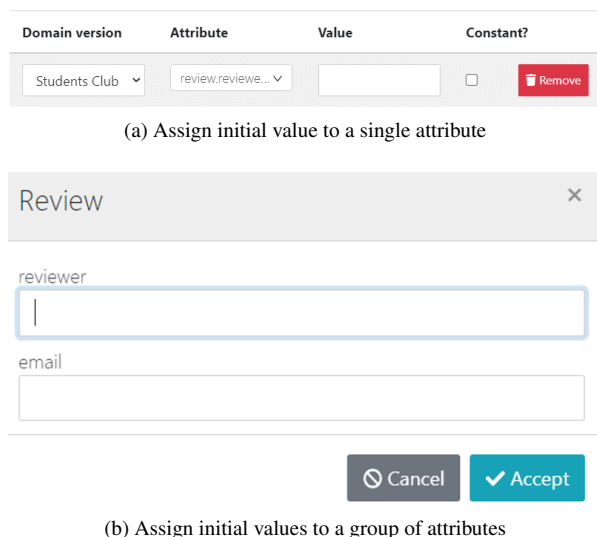 Domain version Attribute Value Constant?
Students Club review.reviewe... Remove
(a) Assign initial value to a single attribute
Review ×
reviewer
email
Cancel Accept
(b) Assign initial values to a group of attributes